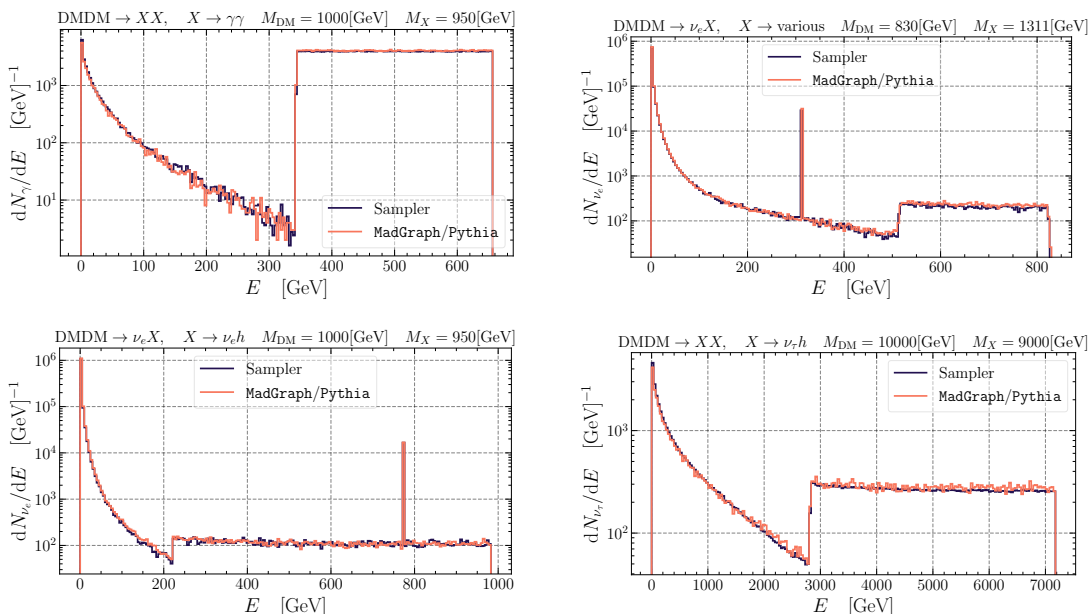 DMDM → XX, X → γγ M_DM = 1000[GeV] M_X = 950[GeV]
dN_γ/dE [GeV]^−1
10^3
10^2
10^1
Sampler
MadGraph/Pythia
0 100 200 300 400 500 600
E [GeV]
DMDM → ν_eX, X → various M_DM = 830[GeV] M_X = 1311[GeV]
dN_ν_e/dE [GeV]^−1
10^6
10^5
10^4
10^3
10^2
Sampler
MadGraph/Pythia
0 200 400 600 800
E [GeV]
DMDM → ν_eX, X → ν_eh M_DM = 1000[GeV] M_X = 950[GeV]
dN_ν_e/dE [GeV]^−1
10^6
10^5
10^4
10^3
10^2
Sampler
MadGraph/Pythia
0 200 400 600 800 1000
E [GeV]
DMDM → XX, X → ν_τh M_DM = 10000[GeV] M_X = 9000[GeV]
dN_ν_τ/dE [GeV]^−1
10^3
10^2
Sampler
MadGraph/Pythia
0 1000 2000 3000 4000 5000 6000 7000
E [GeV]